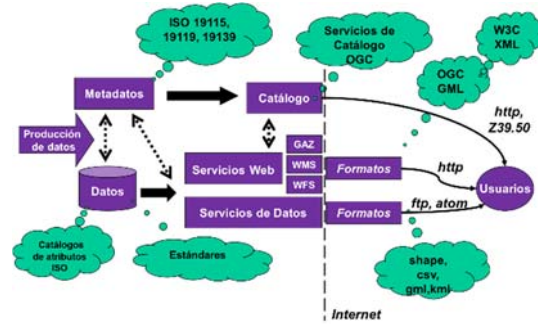 ISO 19115,
19119, 19139
Servicios de
Catálogo
OGC
W3C
XML
OGC
GML
Metadatos
Catálogo
http,
Z39.50
Producción
de datos
GAZ
WMS
WFS
Servicios Web
Formatos
http
Datos
Usuarios
Servicios de Datos
Formatos
ftp, atom
Catálogos
de atributos
ISO
Estándares
shape,
csv,
gml,kml
Internet